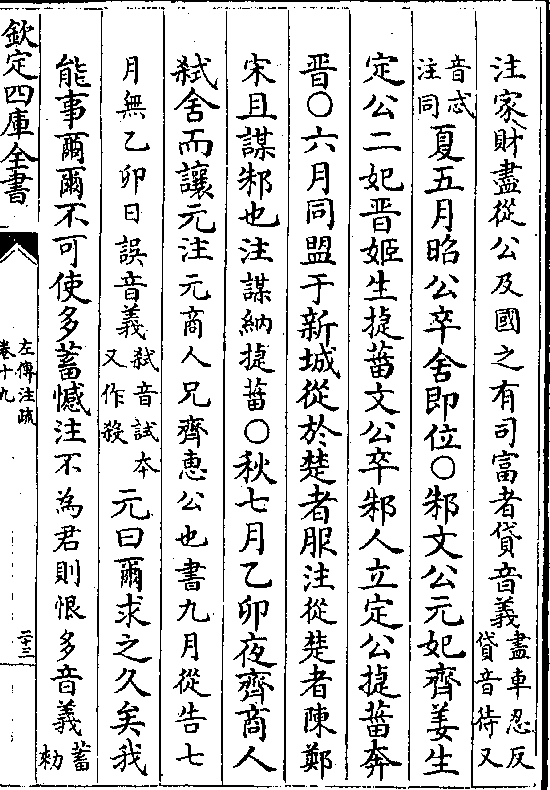 注家財盡從公及國之有司富者貸音義盡車忍反貸音待又
音忒注同夏五月昭公卒舍即位○邾文公元妃齊姜生
定公二妃晉姬生捷菑文公卒邾人立定公捷菑奔
晉○六月同盟于新城從於楚者服注從楚者陳鄭
宋且謀邾也注謀納捷菑○秋七月乙卯夜齊商人
弑舍而讓元注元商人兄齊惠公也書九月從告七
月無乙卯日誤音義弑音試本又作殺元曰爾求之久矣我
能事爾爾不可使多蓄憾注不為君則恨多音義蓄勑
欽定四庫全書
左傳注疏
卷十九
二十三